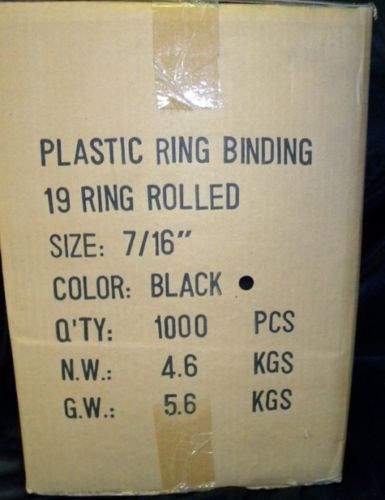 PLASTIC RING BINDING
19 RING ROLLED
SIZE: 7/16"
COLOR: BLACK ●
Q'TY: 1000 PCS
N.W.: 4.6 KGS
G.W.: 5.6 KGS